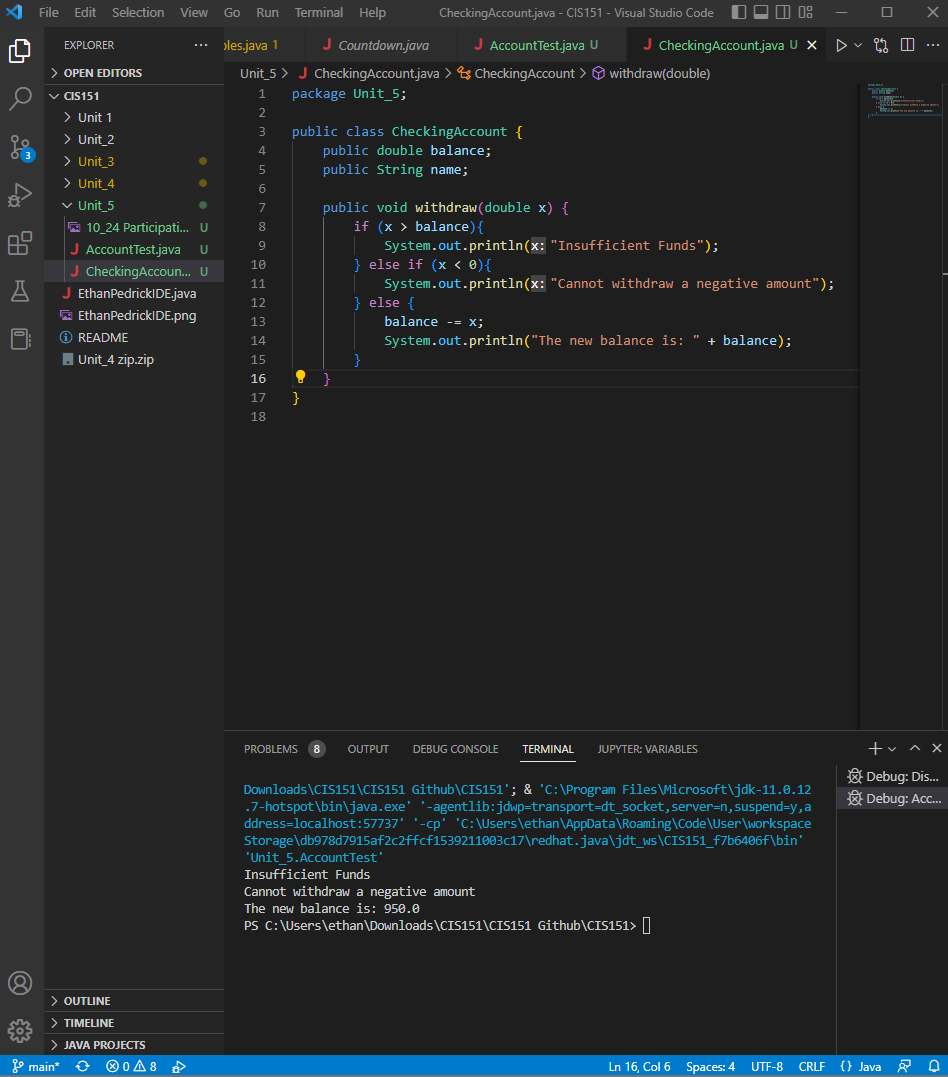 File Edit Selection View Go Run Terminal Help CheckingAccount.java - CIS151 - Visual Studio Code
EXPLORER
ples.java 1 Countdown.java AccountTest.java U CheckingAccount.java U
OPEN EDITORS
CIS151
Unit 1
Unit_2
3
Unit_3
Unit_4
Unit_5
10_24 Participati... U
AccountTest.java U
CheckingAccoun... U
EthanPedrickIDE.java
EthanPedrickIDE.png
README
Unit_4 zip.zip
OUTLINE
TIMELINE
JAVA PROJECTS
Unit_5 > CheckingAccount.java > CheckingAccount > withdraw(double)
1 package Unit_5;
2
3 public class CheckingAccount {
4 public double balance;
5 public String name;
6
7 public void withdraw(double x) {
8 if (x > balance){
9 System.out.println(x: "Insufficient Funds");
10 } else if (x < 0){
11 System.out.println(x: "Cannot withdraw a negative amount");
12 } else {
13 balance -= x;
14 System.out.println("The new balance is: " + balance);
15 }
16 }
17 }
18
PROBLEMS 8 OUTPUT DEBUG CONSOLE TERMINAL JUPYTER: VARIABLES
Downloads\CIS151\CIS151 Github\CIS151'; & 'C:\Program Files\Microsoft\jdk-11.0.12
.7-hotspot\bin\java.exe' '-agentlib:jdwp=transport=dt_socket,server=n,suspend=y,a
ddress=localhost:57737' '-cp' 'C:\Users\ethan\AppData\Roaming\Code\User\workspace
Storage\db978d7915af2c2ffcf1539211003c17\redhat.java\jdt_ws\CIS151_f7b6406f\bin'
'Unit_5.AccountTest'
Insufficient Funds
Cannot withdraw a negative amount
The new balance is: 950.0
PS C:\Users\ethan\Downloads\CIS151\CIS151 Github\CIS151>
Debug: Dis...
Debug: Acc...
main* 0 8 Ln 16, Col 6 Spaces: 4 UTF-8 CRLF {} Java